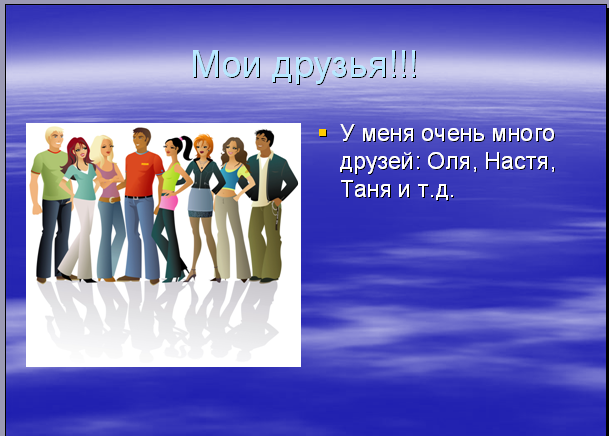 Мои друзья!!!
У меня очень много
друзей: Оля, Настя,
Таня и т.д.